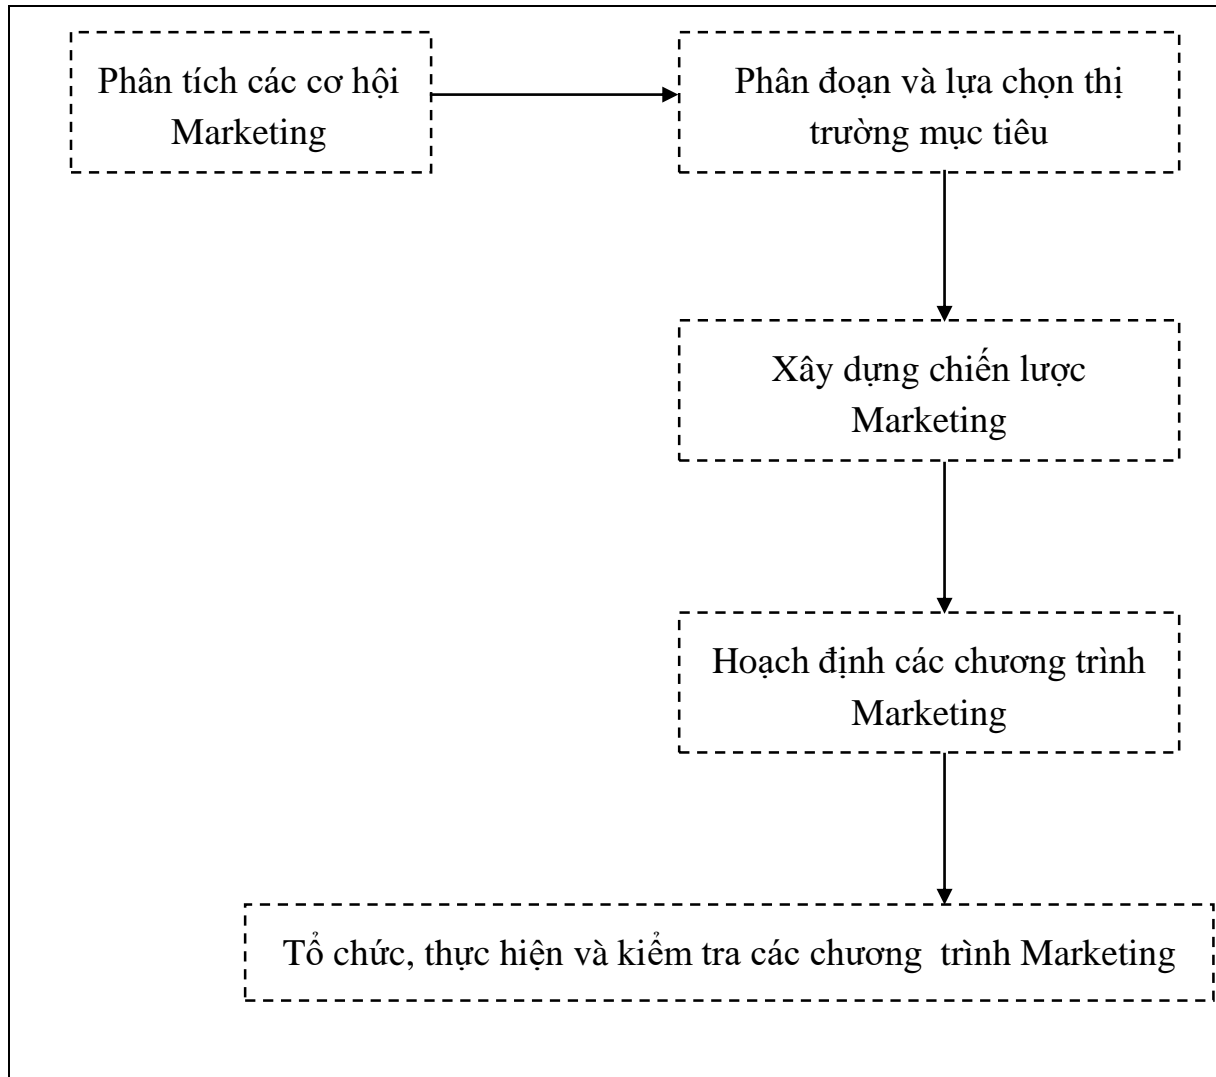 Phân tích các cơ hội
Marketing
Phân đoạn và lựa chọn thị
trường mục tiêu
Xây dựng chiến lược
Marketing
Hoạch định các chương trình
Marketing
Tổ chức, thực hiện và kiểm tra các chương  trình Marketing